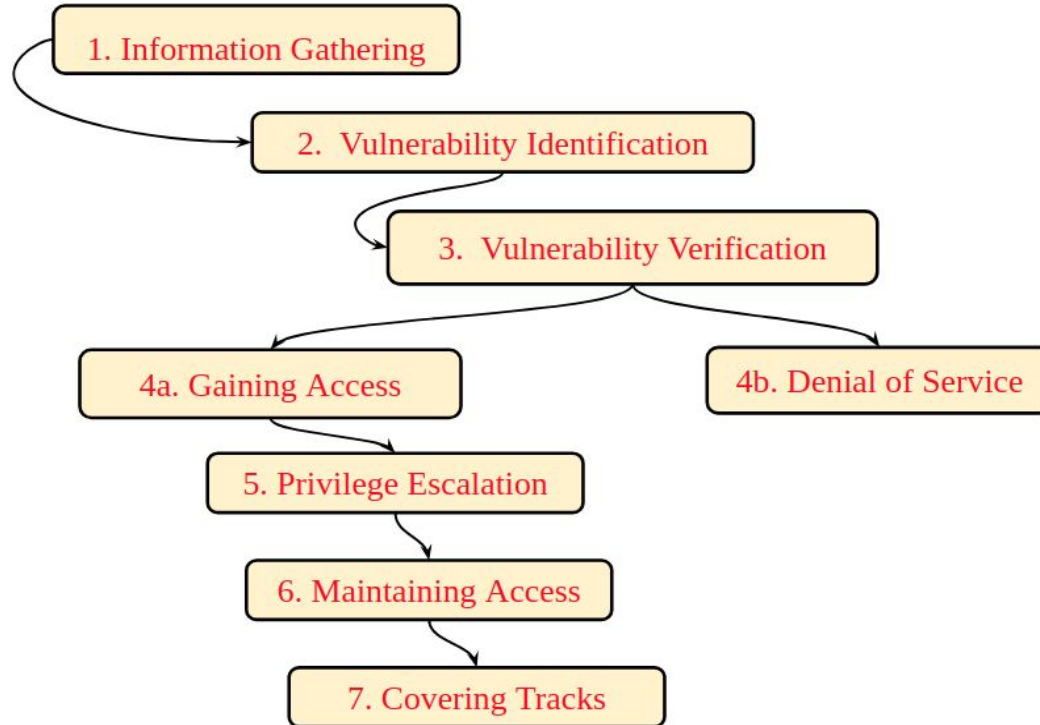 1. Information Gathering
2. Vulnerability Identification
3. Vulnerability Verification
4a. Gaining Access
4b. Denial of Service
5. Privilege Escalation
6. Maintaining Access
7. Covering Tracks